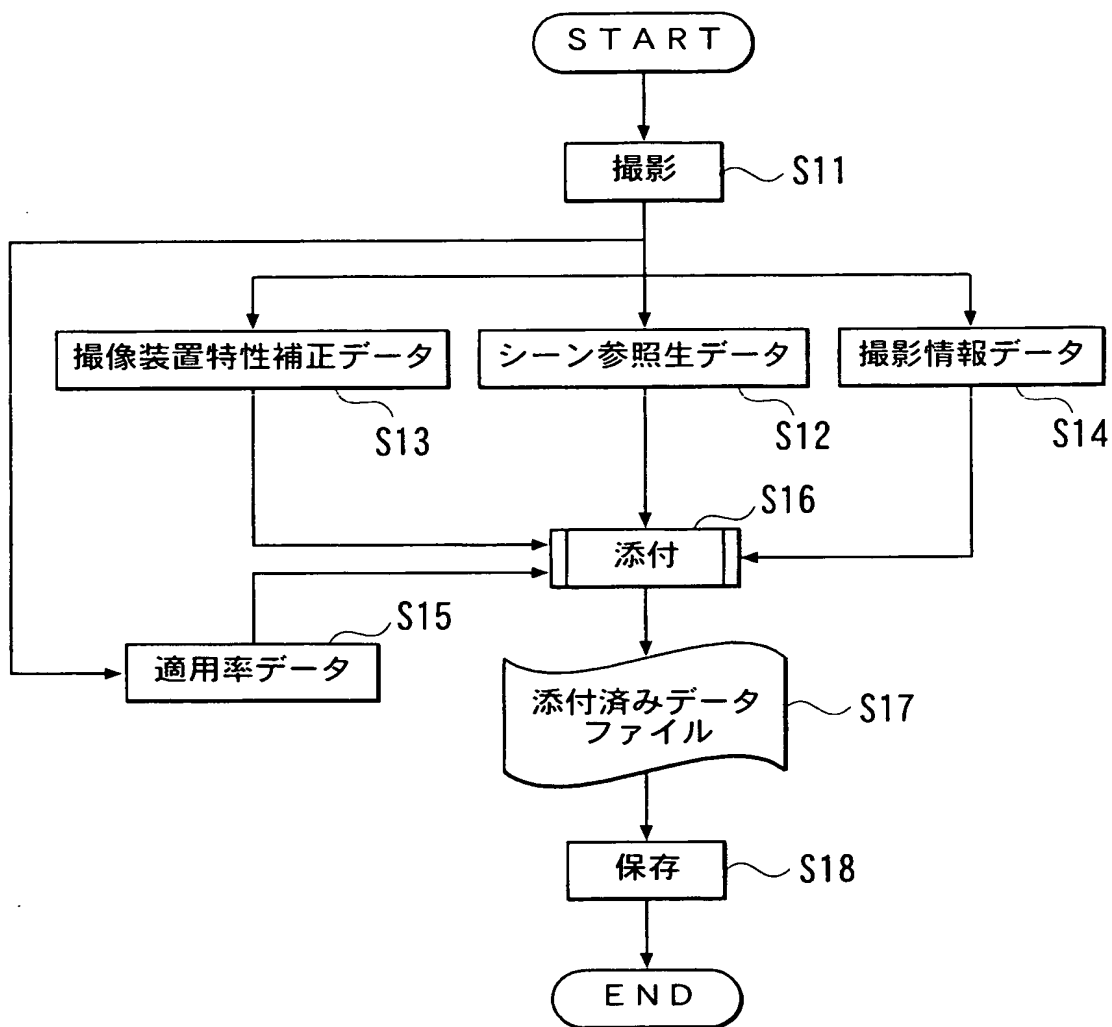 START
撮影
S11
撮像装置特性補正データ
シーン参照生データ
撮影情報データ
S13
S12
S14
S16
添付
S15
適用率データ
添付済みデータ
ファイル
S17
保存
S18
END